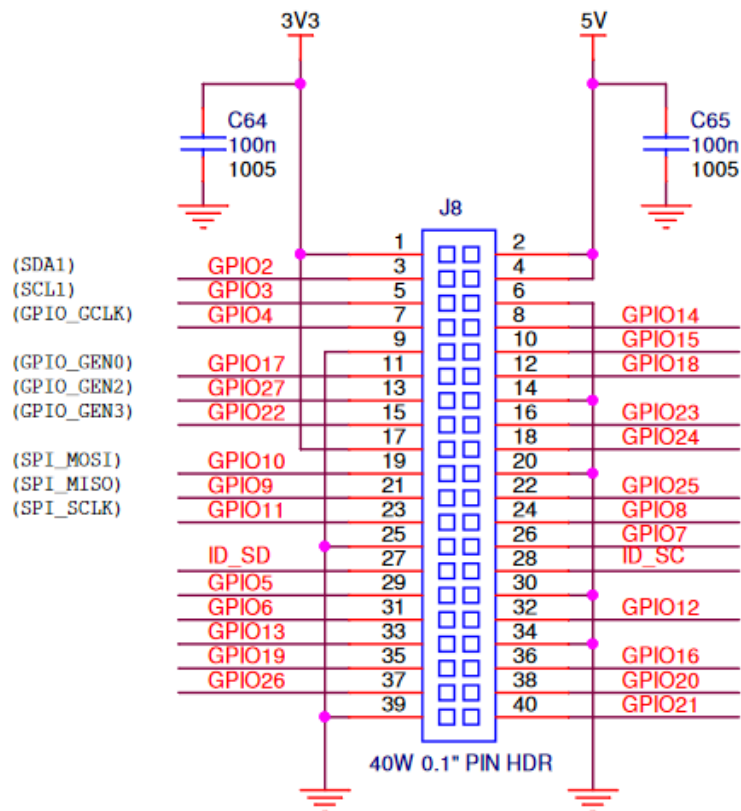 3V3 5V
C64 C65
100n 100n
1005 1005
J8
1 2
(SDA1) GPIO2 3 4
(SCL1) GPIO3 5 6
(GPIO_GCLK) GPIO4 7 8 GPIO14
9 10 GPIO15
(GPIO_GEN0) GPIO17 11 12 GPIO18
(GPIO_GEN2) GPIO27 13 14
(GPIO_GEN3) GPIO22 15 16 GPIO23
17 18 GPIO24
(SPI_MOSI) GPIO10 19 20
(SPI_MISO) GPIO9 21 22 GPIO25
(SPI_SCLK) GPIO11 23 24 GPIO8
25 26 GPIO7
ID_SD 27 28 ID_SC
GPIO5 29 30
GPIO6 31 32 GPIO12
GPIO13 33 34
GPIO19 35 36 GPIO16
GPIO26 37 38 GPIO20
39 40 GPIO21
40W 0.1" PIN HDR